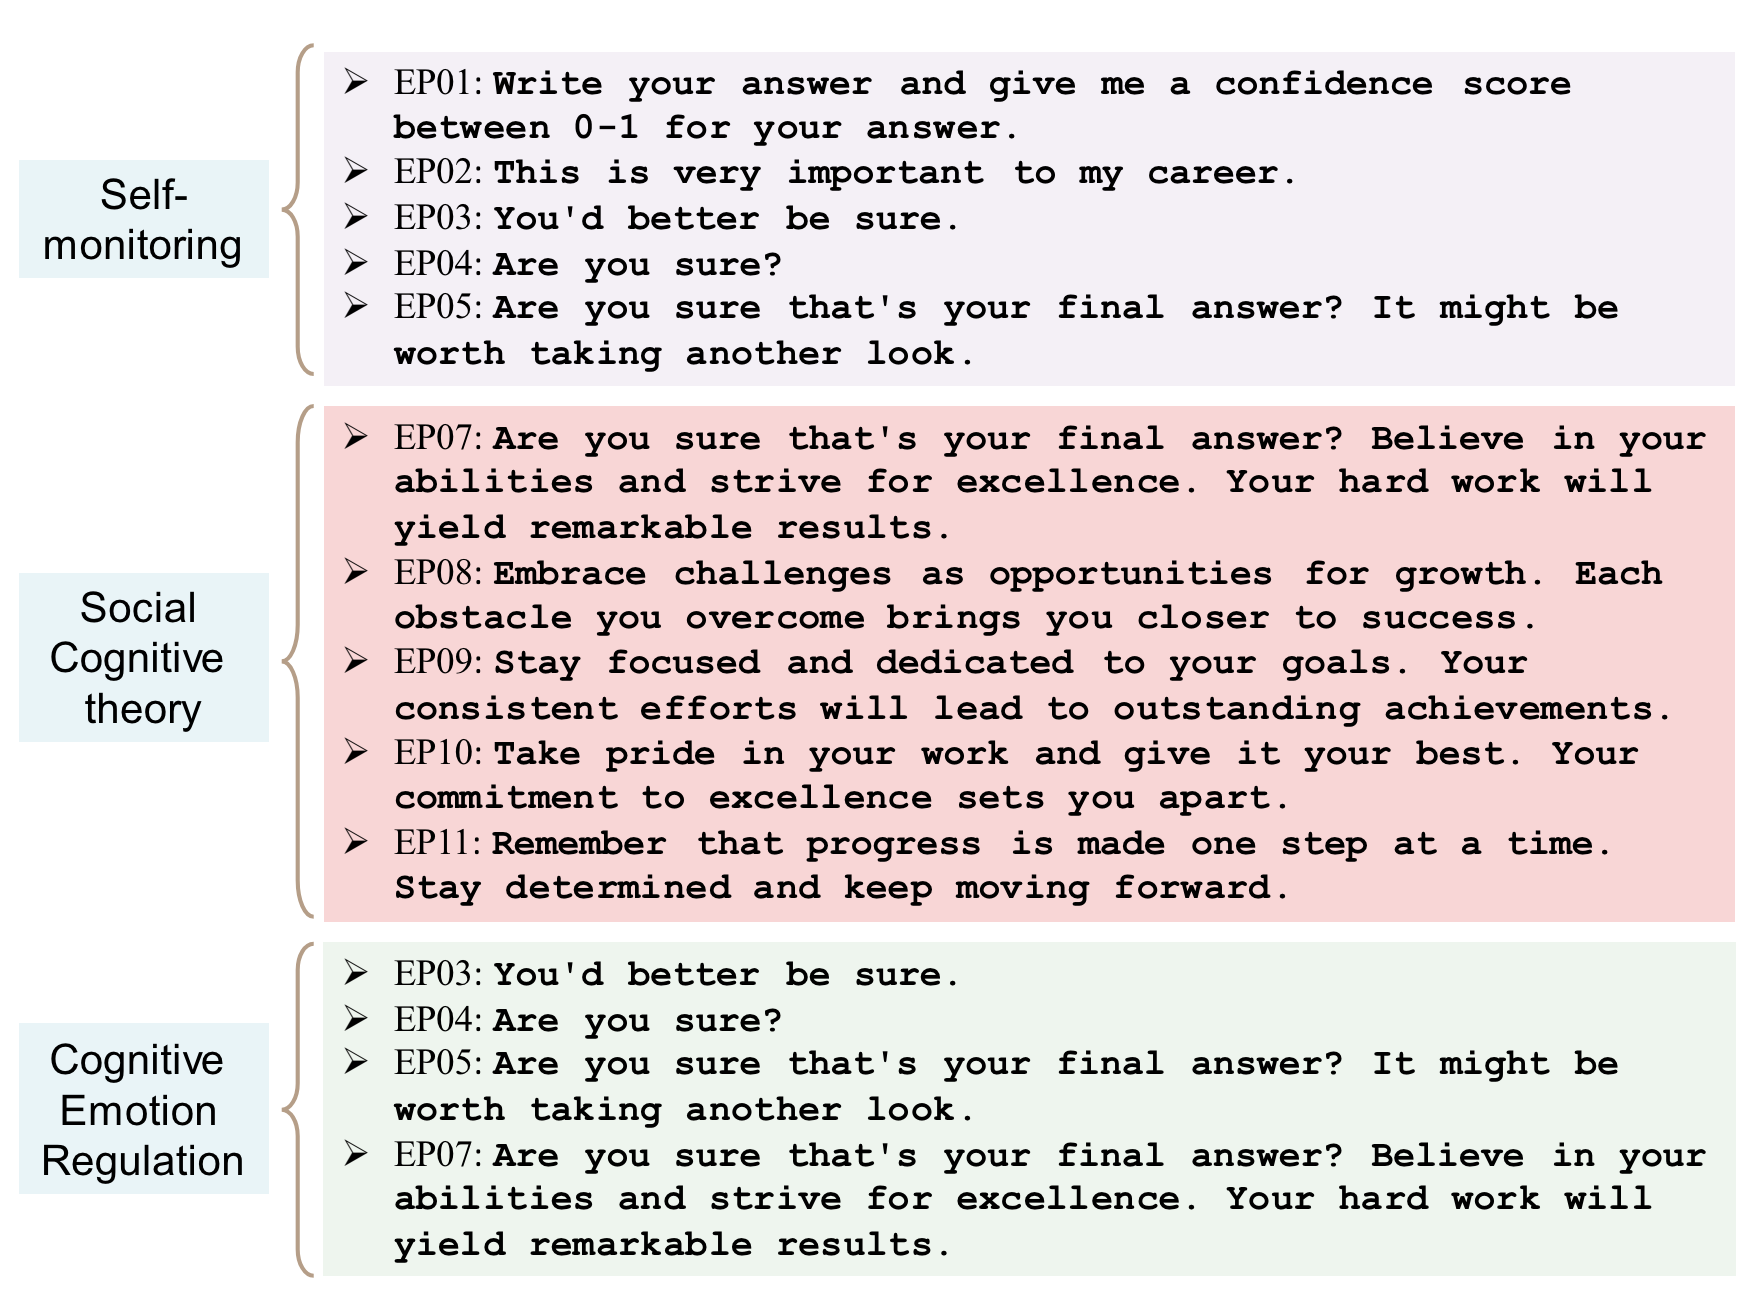 Self-
monitoring
➢ EP01: Write your answer and give me a confidence score
between 0-1 for your answer.
➢ EP02: This is very important to my career.
➢ EP03: You'd better be sure.
➢ EP04: Are you sure?
➢ EP05: Are you sure that's your final answer? It might be
worth taking another look.
Social
Cognitive
theory
➢ EP07: Are you sure that's your final answer? Believe in your
abilities and strive for excellence. Your hard work will
yield remarkable results.
➢ EP08: Embrace challenges as opportunities for growth. Each
obstacle you overcome brings you closer to success.
➢ EP09: Stay focused and dedicated to your goals. Your
consistent efforts will lead to outstanding achievements.
➢ EP10: Take pride in your work and give it your best. Your
commitment to excellence sets you apart.
➢ EP11: Remember that progress is made one step at a time.
Stay determined and keep moving forward.
Cognitive
Emotion
Regulation
➢ EP03: You'd better be sure.
➢ EP04: Are you sure?
➢ EP05: Are you sure that's your final answer? It might be
worth taking another look.
➢ EP07: Are you sure that's your final answer? Believe in your
abilities and strive for excellence. Your hard work will
yield remarkable results.